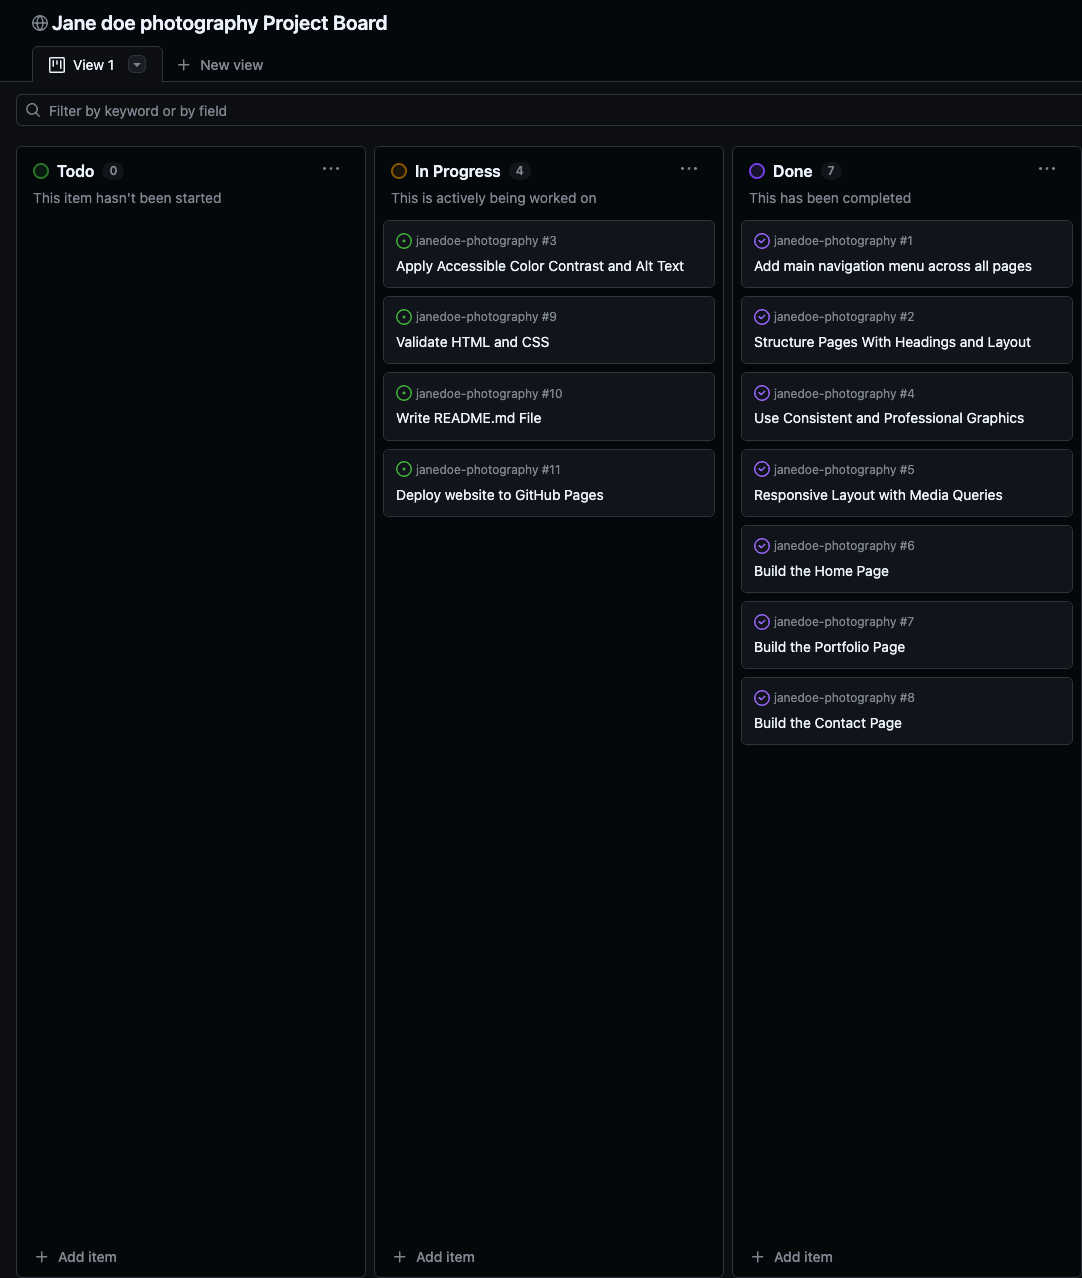 Jane doe photography Project Board
View 1
New view
Filter by keyword or by field
Todo 0
This item hasn't been started
Add item
In Progress 4
This is actively being worked on
janedoe-photography #3
Apply Accessible Color Contrast and Alt Text
janedoe-photography #9
Validate HTML and CSS
janedoe-photography #10
Write README.md File
janedoe-photography #11
Deploy website to GitHub Pages
Add item
Done 7
This has been completed
janedoe-photography #1
Add main navigation menu across all pages
janedoe-photography #2
Structure Pages With Headings and Layout
janedoe-photography #4
Use Consistent and Professional Graphics
janedoe-photography #5
Responsive Layout with Media Queries
janedoe-photography #6
Build the Home Page
janedoe-photography #7
Build the Portfolio Page
janedoe-photography #8
Build the Contact Page
Add item